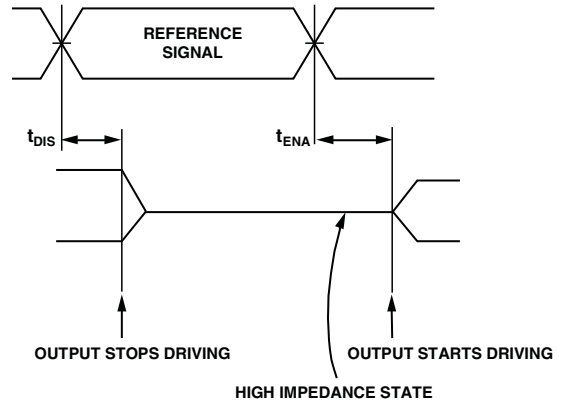 REFERENCE
SIGNAL
tDIS
tENA
OUTPUT STOPS DRIVING
OUTPUT STARTS DRIVING
HIGH IMPEDANCE STATE